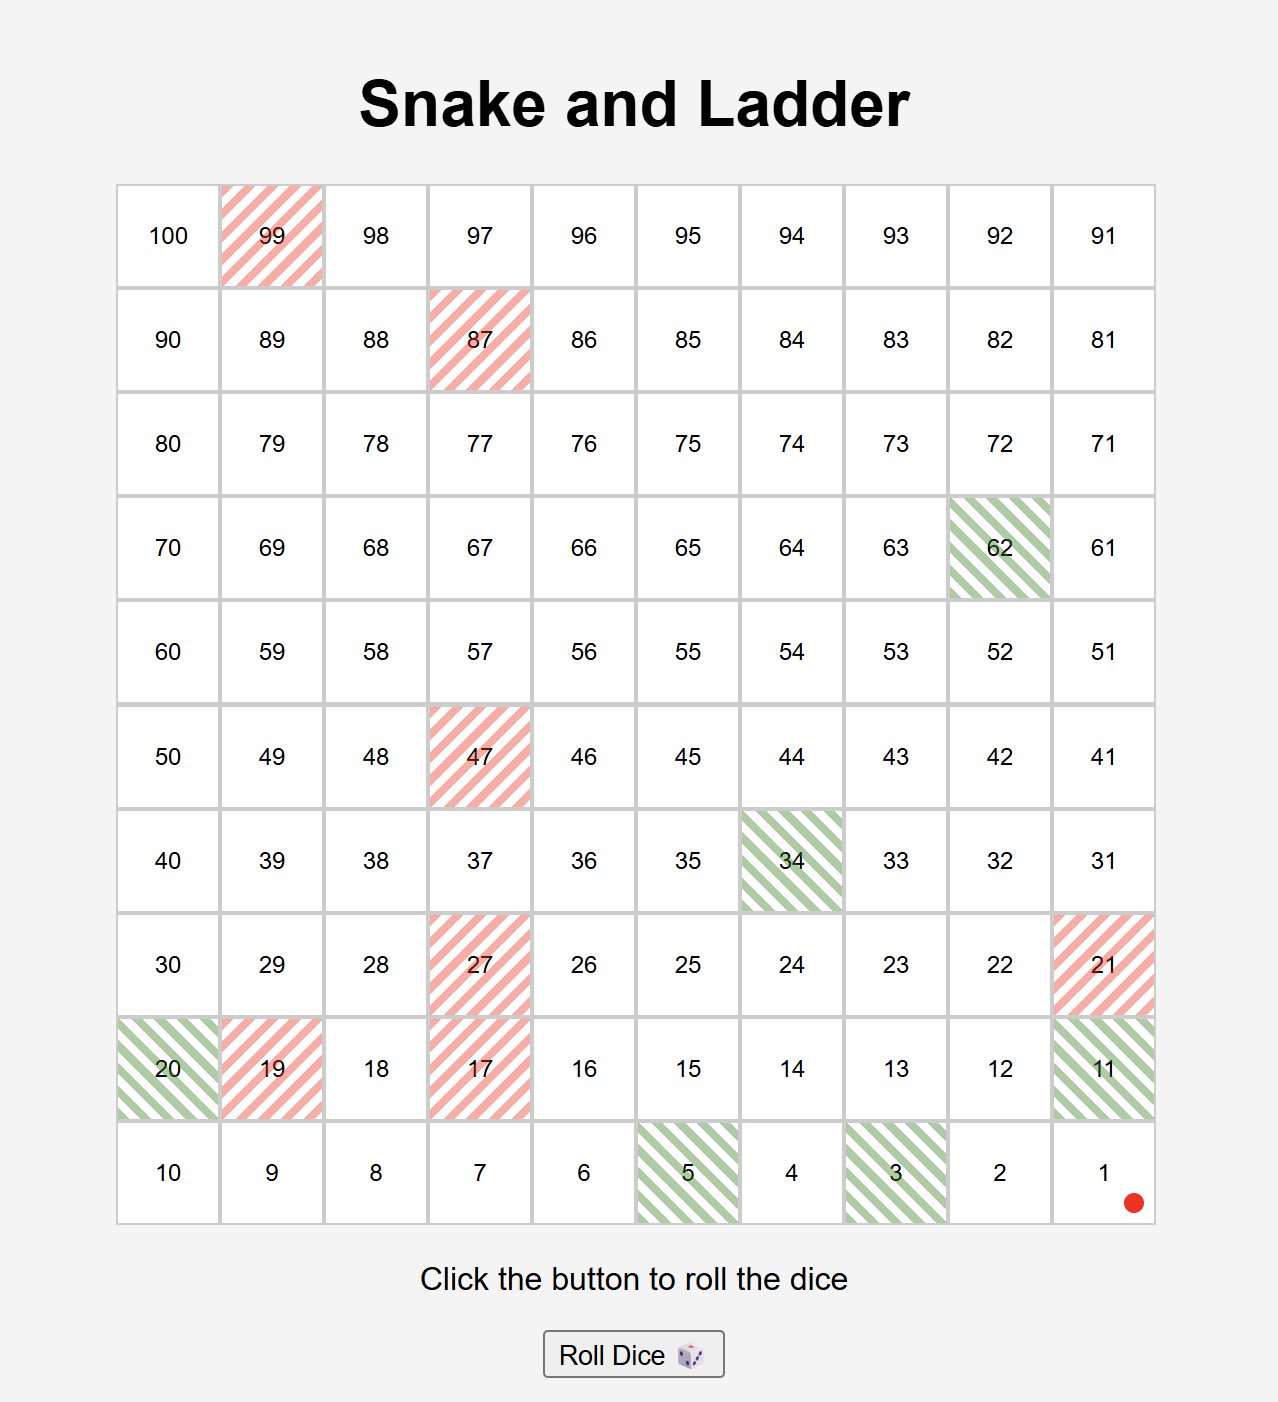 Snake and Ladder
100 99 98 97 96 95 94 93 92 91
90 89 88 87 86 85 84 83 82 81
80 79 78 77 76 75 74 73 72 71
70 69 68 67 66 65 64 63 62 61
60 59 58 57 56 55 54 53 52 51
50 49 48 47 46 45 44 43 42 41
40 39 38 37 36 35 34 33 32 31
30 29 28 27 26 25 24 23 22 21
20 19 18 17 16 15 14 13 12 11
10 9 8 7 6 5 4 3 2 1
Click the button to roll the dice
Roll Dice 🎲